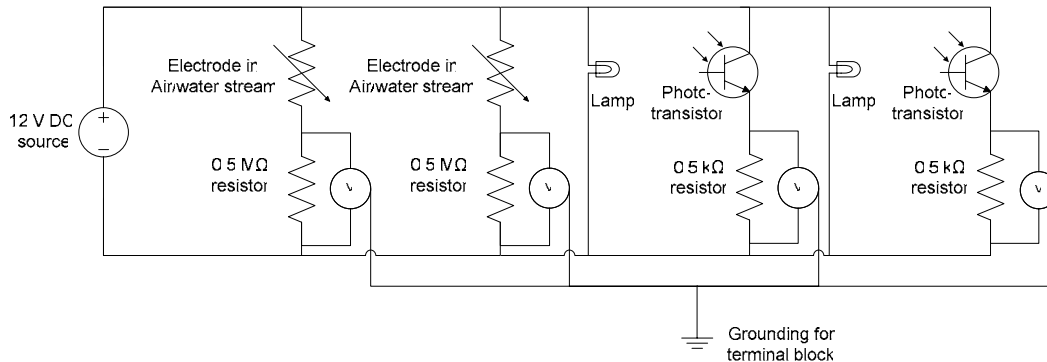 Electrode in
Air/water stream
Electrode in
Air/water stream
Lamp
Photo-
transistor
Lamp
Photo-
transistor
12 V DC
source
+
–
0.5 MΩ
resistor
V
0.5 MΩ
resistor
V
0.5 kΩ
resistor
V
0.5 kΩ
resistor
V
Grounding for
terminal block